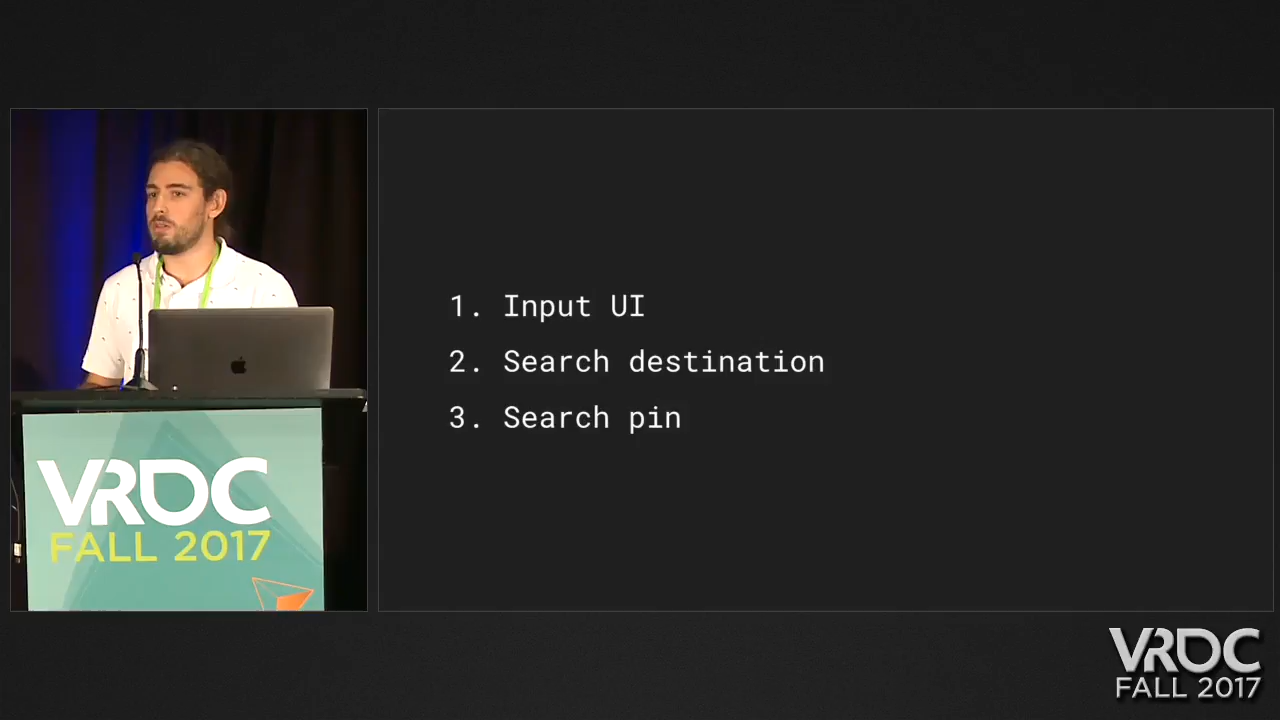 VRDC
FALL 2017
1. Input UI
2. Search destination
3. Search pin
VRDC
FALL 2017